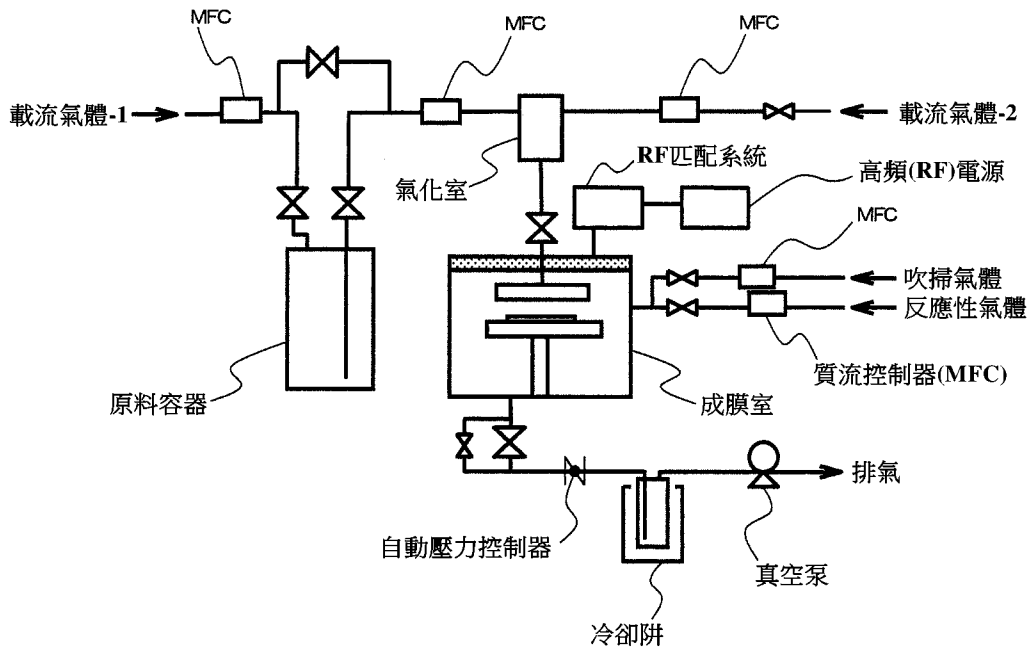 MFC
MFC
MFC
載流氣體-1
載流氣體-2
氣化室
RF匹配系統
高頻(RF)電源
MFC
吹掃氣體
反應性氣體
質流控制器(MFC)
原料容器
成膜室
自動壓力控制器
排氣
真空泵
冷卻阱